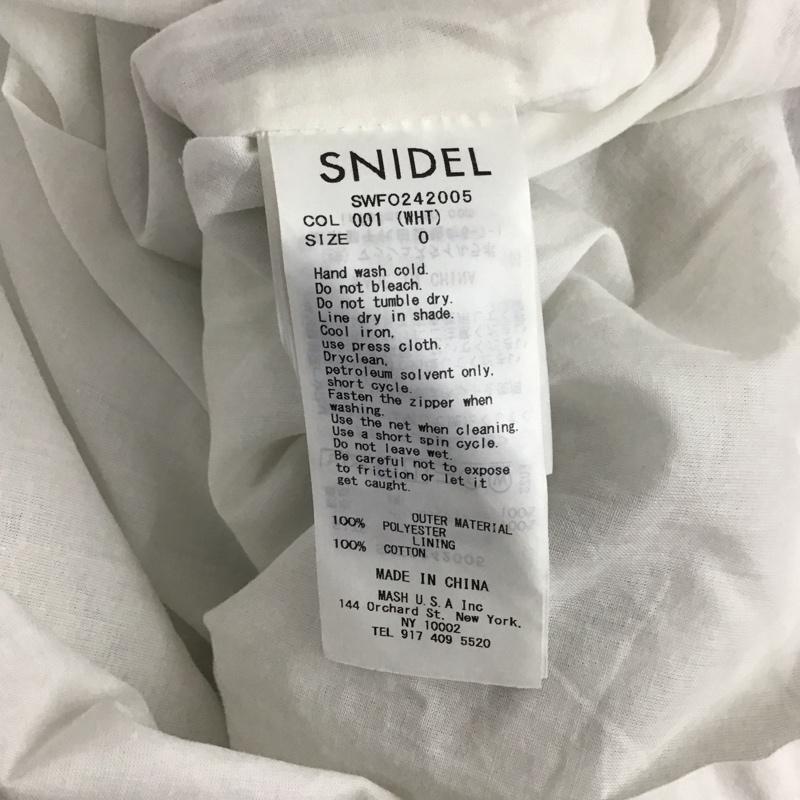 SNIDEL
SWFO242005
COL 001 (WHT)
SIZE 0
Hand wash cold.
Do not bleach.
Do not tumble dry.
Line dry in shade.
Cool iron,
use press cloth.
Dryclean,
petroleum solvent only.
short cycle.
Fasten the zipper when
washing.
Use the net when cleaning.
Use a short spin cycle.
Do not leave wet.
Be careful not to expose
to friction or let it
get caught.
OUTER MATERIAL
100% POLYESTER
LINING
100% COTTON
MADE IN CHINA
MASH U.S.A Inc
144 Orchard St. New York.
NY 10002
TEL 917 409 5520